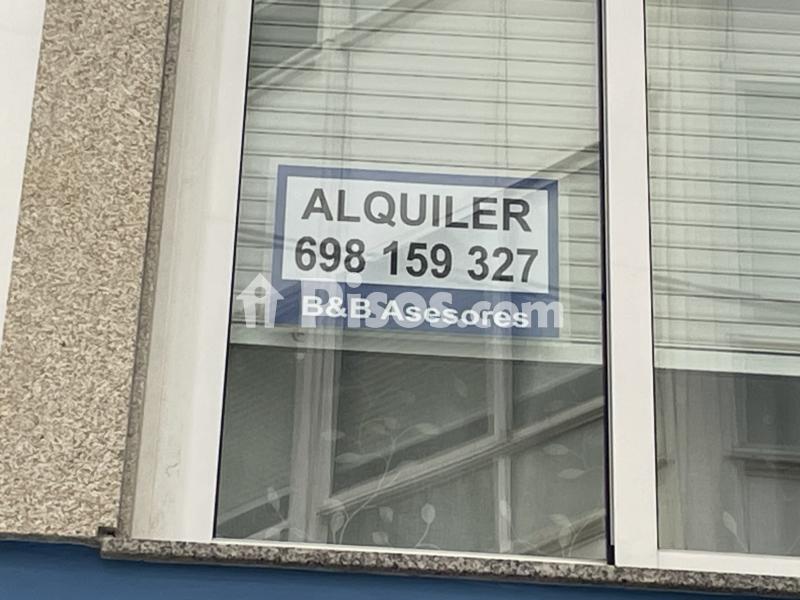 ALQUILER
698 159 327
B&B Asesores
Pisos.com